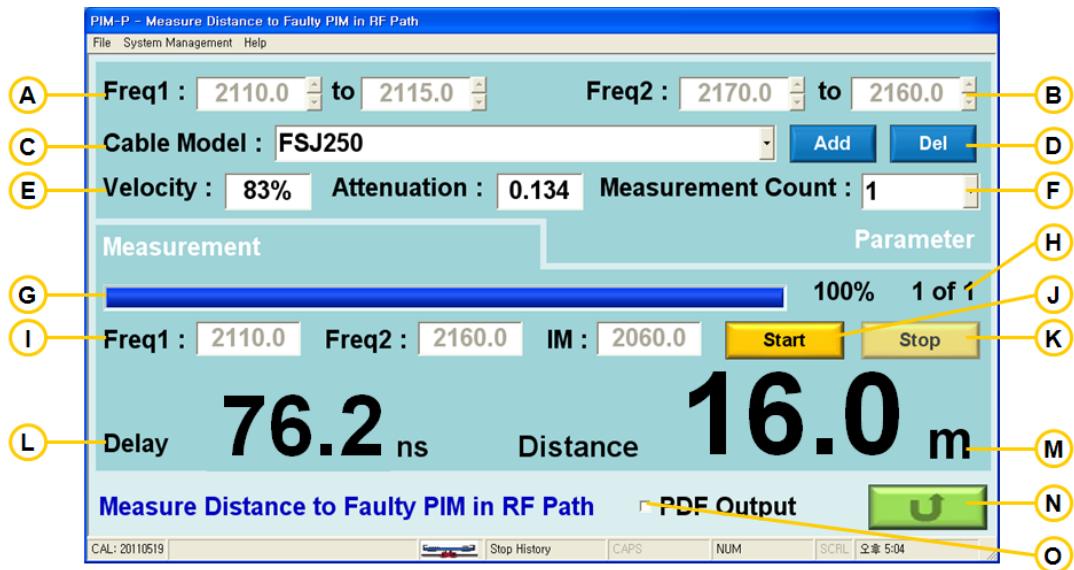 PIM-P - Measure Distance to Faulty PIM in RF Path
File System Management Help
A Freq1 : 2110.0 to 2115.0 Freq2 : 2170.0 to 2160.0 B
C Cable Model : FSJ250 Add Del D
E Velocity : 83% Attenuation : 0.134 Measurement Count : 1 F
Measurement Parameter H
G 100% 1 of 1 J
I Freq1 : 2110.0 Freq2 : 2160.0 IM : 2060.0 Start Stop K
L Delay 76.2 ns Distance 16.0 m M
Measure Distance to Faulty PIM in RF Path PDF Output N
CAL: 20110519 Stop History CAPS NUM SCRL 오후 5:04 O